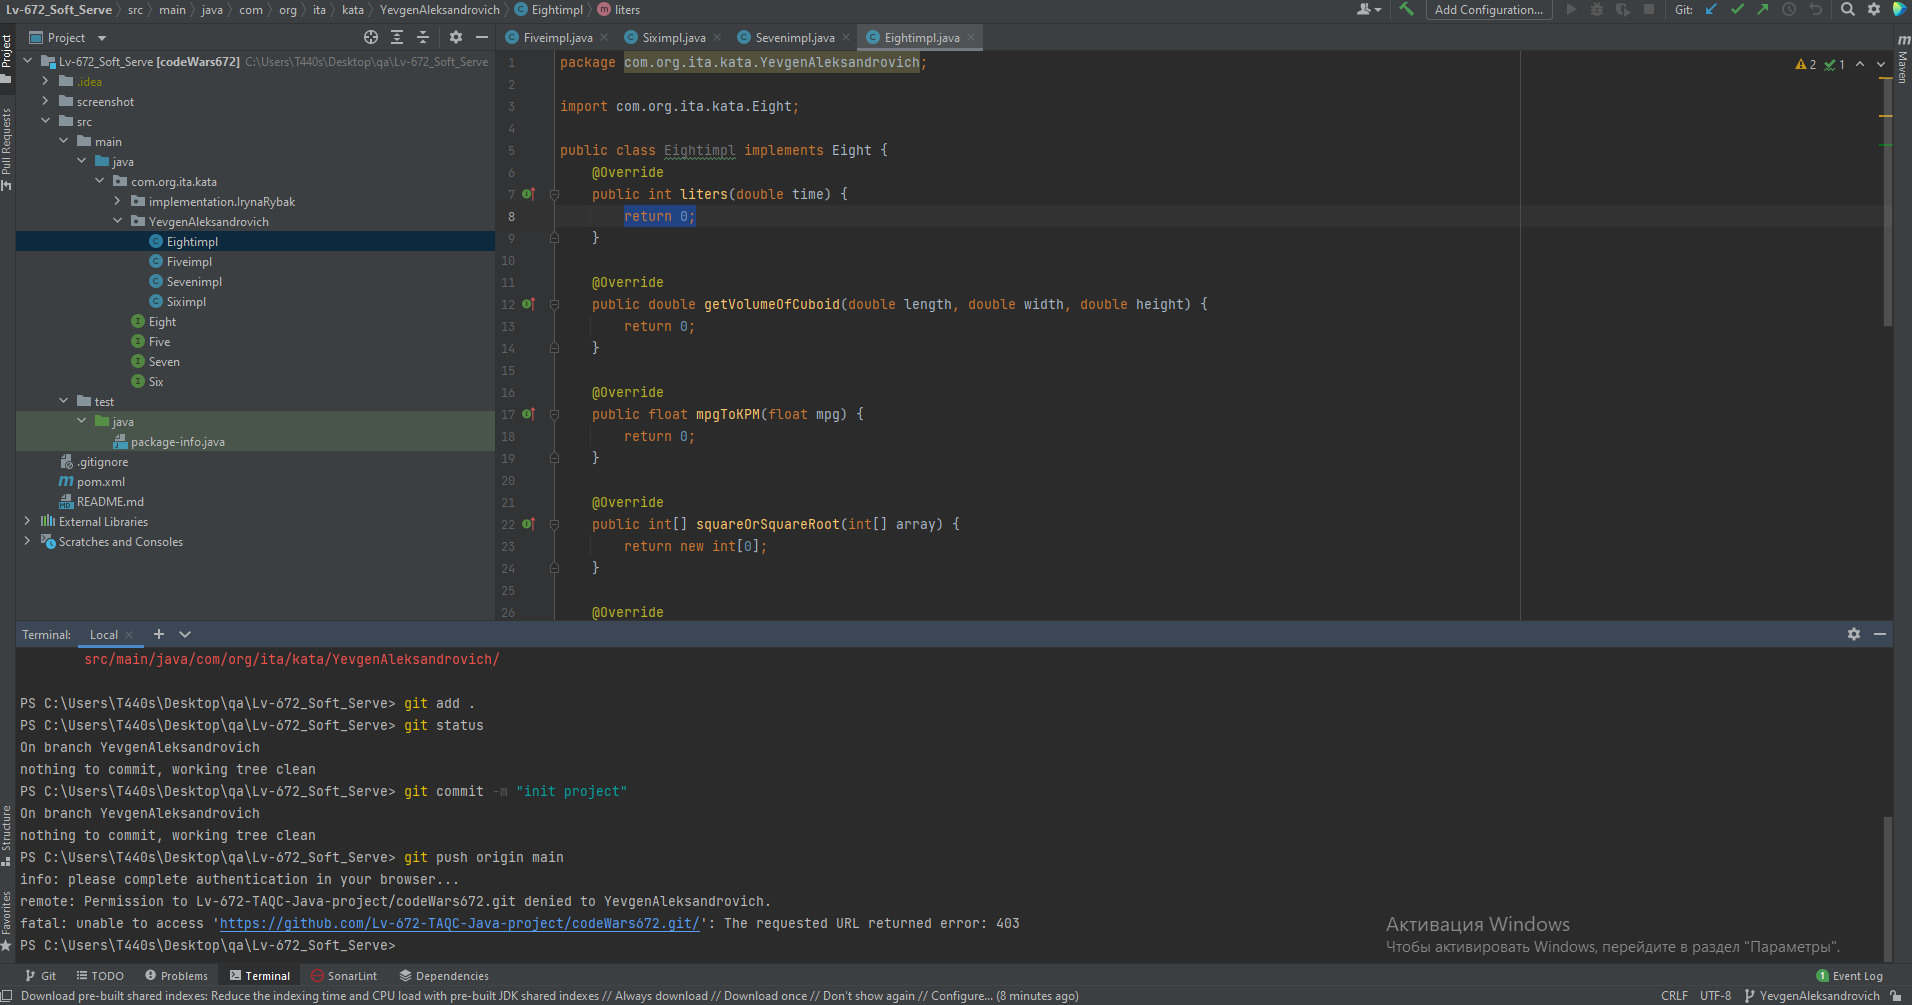 Lv-672_Soft_Serve src main java com org ita kata YevgenAleksandrovich Eightimpl liters
Add Configuration... Git:
Project
Fiveimpl.java Siximpl.java Sevenimpl.java Eightimpl.java
Project
Pull Requests
Structure
Favorites
Maven
Lv-672_Soft_Serve [codeWars672] C:\Users\T440s\Desktop\qa\Lv-672_Soft_Serve
.idea
screenshot
src
main
java
com.org.ita.kata
implementation.IrynaRybak
YevgenAleksandrovich
Eightimpl
Fiveimpl
Sevenimpl
Siximpl
Eight
Five
Seven
Six
test
java
package-info.java
.gitignore
pom.xml
README.md
External Libraries
Scratches and Consoles
2 1
1 package com.org.ita.kata.YevgenAleksandrovich;
2
3 import com.org.ita.kata.Eight;
4
5 public class Eightimpl implements Eight {
6 @Override
7 public int liters(double time) {
8 return 0;
9 }
10
11 @Override
12 public double getVolumeOfCuboid(double length, double width, double height) {
13 return 0;
14 }
15
16 @Override
17 public float mpgToKPM(float mpg) {
18 return 0;
19 }
20
21 @Override
22 public int[] squareOrSquareRoot(int[] array) {
23 return new int[0];
24 }
25
26 @Override
Terminal: Local
src/main/java/com/org/ita/kata/YevgenAleksandrovich/
PS C:\Users\T440s\Desktop\qa\Lv-672_Soft_Serve> git add .
PS C:\Users\T440s\Desktop\qa\Lv-672_Soft_Serve> git status
On branch YevgenAleksandrovich
nothing to commit, working tree clean
PS C:\Users\T440s\Desktop\qa\Lv-672_Soft_Serve> git commit -m "init project"
On branch YevgenAleksandrovich
nothing to commit, working tree clean
PS C:\Users\T440s\Desktop\qa\Lv-672_Soft_Serve> git push origin main
info: please complete authentication in your browser...
remote: Permission to Lv-672-TAQC-Java-project/codeWars672.git denied to YevgenAleksandrovich.
fatal: unable to access 'https://github.com/Lv-672-TAQC-Java-project/codeWars672.git/': The requested URL returned error: 403
PS C:\Users\T440s\Desktop\qa\Lv-672_Soft_Serve>
Активация Windows
Чтобы активировать Windows, перейдите в раздел "Параметры".
Git TODO Problems Terminal SonarLint Dependencies 1 Event Log
Download pre-built shared indexes: Reduce the indexing time and CPU load with pre-built JDK shared indexes // Always download // Download once // Don't show again // Configure... (8 minutes ago) CRLF UTF-8 YevgenAleksandrovich